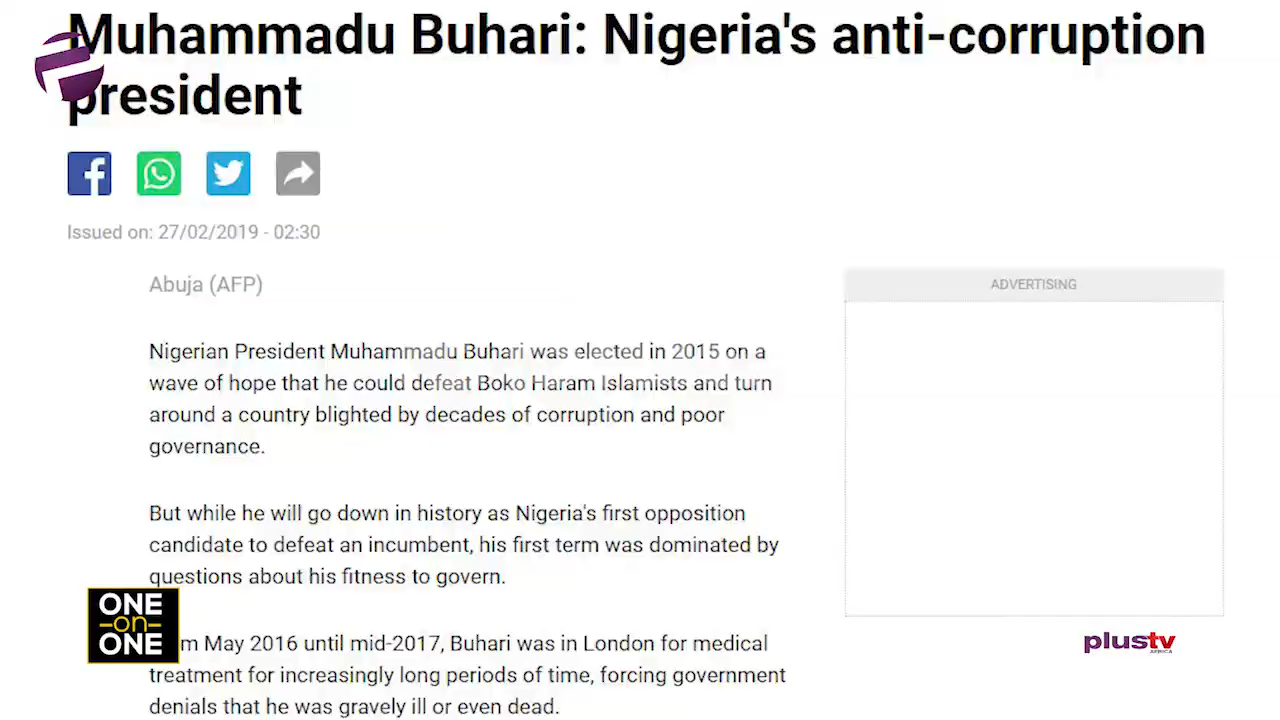 Muhammadu Buhari: Nigeria's anti-corruption
president
Issued on: 27/02/2019 - 02:30
Abuja (AFP)
ADVERTISING
Nigerian President Muhammadu Buhari was elected in 2015 on a
wave of hope that he could defeat Boko Haram Islamists and turn
around a country blighted by decades of corruption and poor
governance.
But while he will go down in history as Nigeria's first opposition
candidate to defeat an incumbent, his first term was dominated by
questions about his fitness to govern.
ONE
-on-
ONE
m May 2016 until mid-2017, Buhari was in London for medical
treatment for increasingly long periods of time, forcing government
denials that he was gravely ill or even dead.
plustv
AFRICA